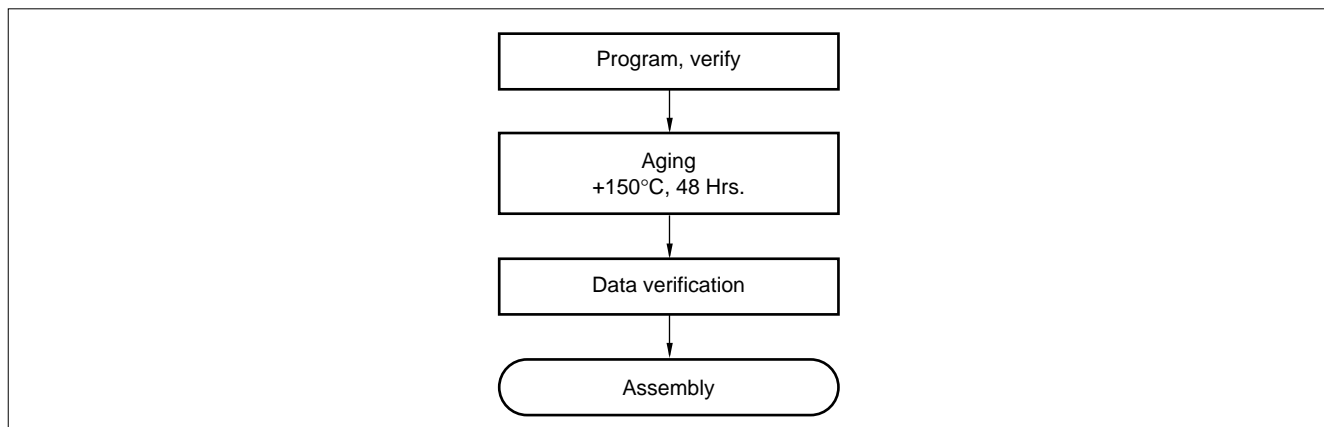 Program, verify
Aging
+150°C, 48 Hrs.
Data verification
Assembly